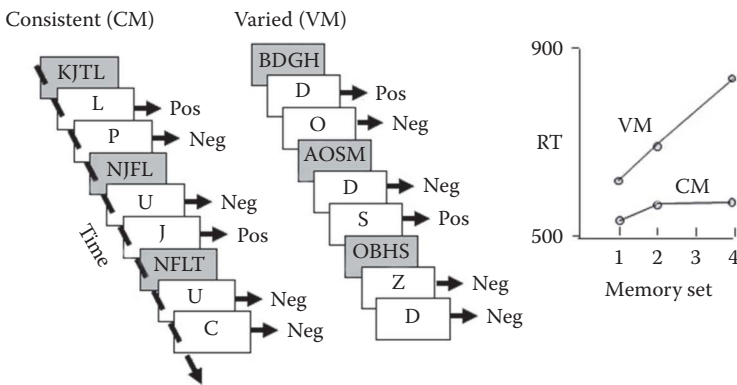 Consistent (CM)
KJTL
L Pos
P Neg
NJFL
U Neg
J Pos
NFLT
U Neg
C Neg
Time
Varied (VM)
BDGH
D Pos
O Neg
AOSM
D Neg
S Pos
OBHS
Z Neg
D Neg
900
RT
500
VM
CM
1 2 3 4
Memory set